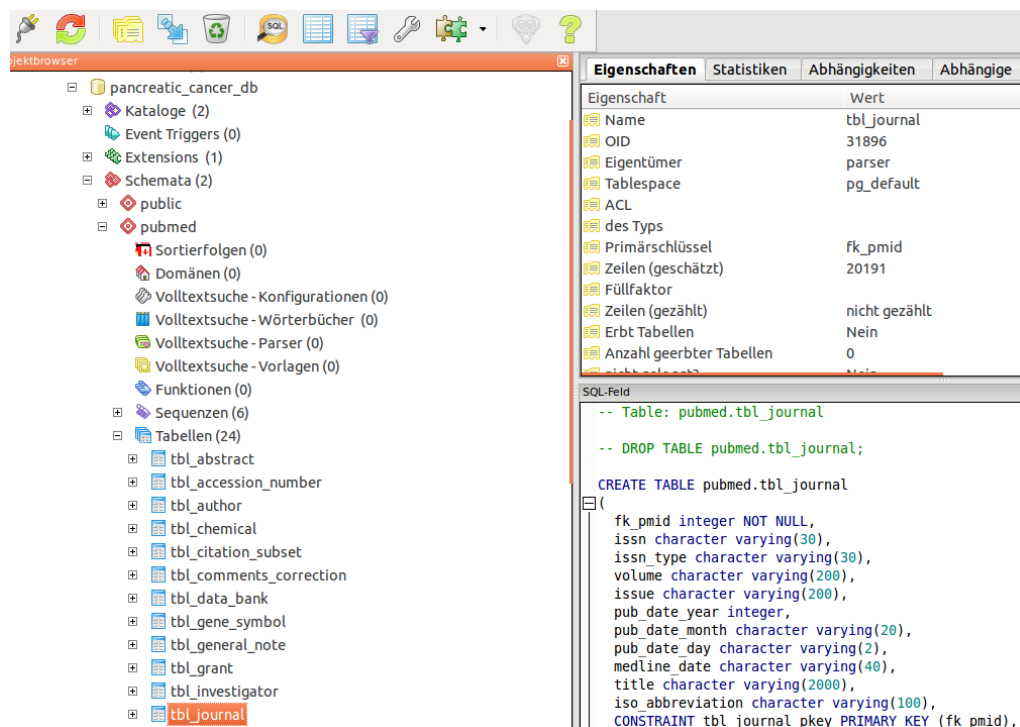 SQL
jektbrowser
pancreatic_cancer_db
Kataloge (2)
Event Triggers (0)
Extensions (1)
Schemata (2)
public
pubmed
Sortierfolgen (0)
Domänen (0)
Volltextsuche - Konfigurationen (0)
Volltextsuche - Wörterbücher (0)
Volltextsuche - Parser (0)
Volltextsuche - Vorlagen (0)
Funktionen (0)
Sequenzen (6)
Tabellen (24)
tbl_abstract
tbl_accession_number
tbl_author
tbl_chemical
tbl_citation_subset
tbl_comments_correction
tbl_data_bank
tbl_gene_symbol
tbl_general_note
tbl_grant
tbl_investigator
tbl_journal
Eigenschaften Statistiken Abhängigkeiten Abhängige
Eigenschaft Wert
Name tbl_journal
OID 31896
Eigentümer parser
Tablespace pg_default
ACL
des Typs
Primärschlüssel fk_pmid
Zeilen (geschätzt) 20191
Füllfaktor
Zeilen (gezählt) nicht gezählt
Erbt Tabellen Nein
Anzahl geerbter Tabellen 0
SQL-Feld
-- Table: pubmed.tbl_journal
-- DROP TABLE pubmed.tbl_journal;
CREATE TABLE pubmed.tbl_journal
(
fk_pmid integer NOT NULL,
issn character varying(30),
issn_type character varying(30),
volume character varying(200),
issue character varying(200),
pub_date_year integer,
pub_date_month character varying(20),
pub_date_day character varying(2),
medline_date character varying(40),
title character varying(2000),
iso_abbreviation character varying(100),
CONSTRAINT tbl_journal_pkey PRIMARY KEY (fk_pmid),